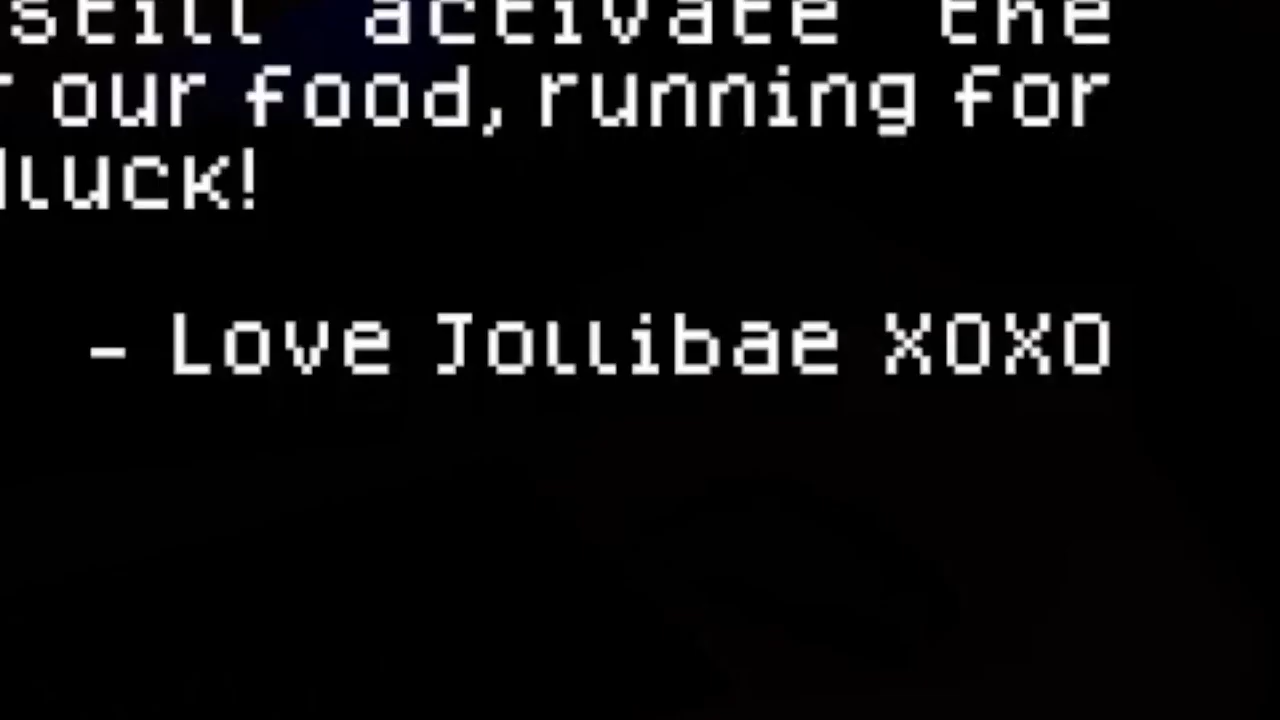 still activate the
our food, running for
luck!
- Love Jollibae XOXO